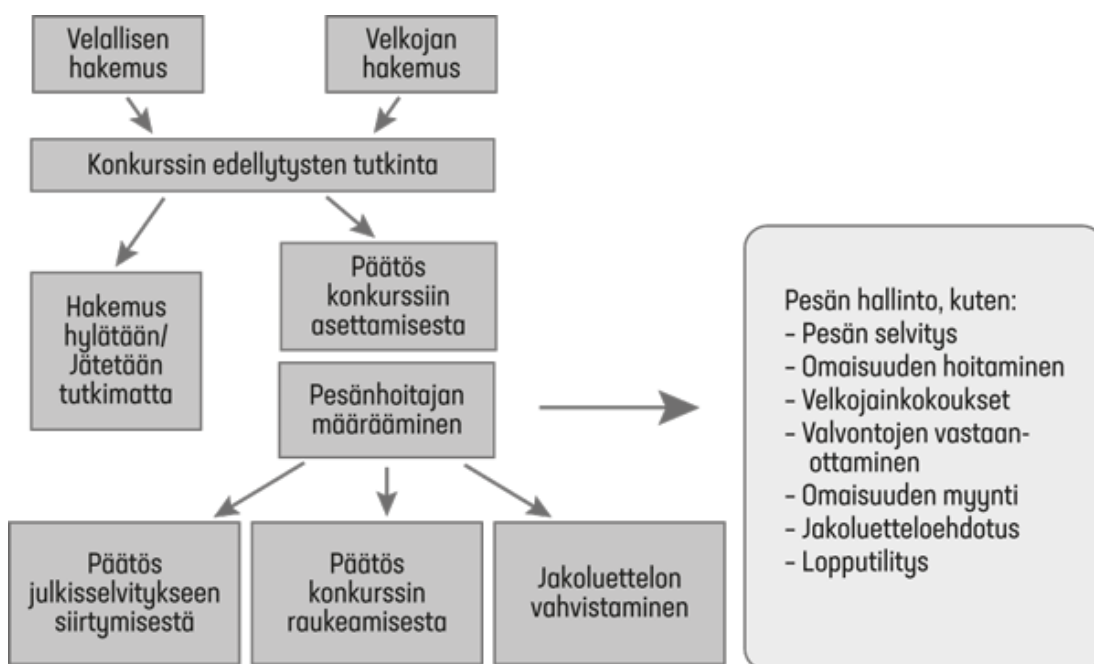 Velallisen
hakemus
Velkojan
hakemus
Konkurssin edellytysten tutkinta
Hakemus
hylätään/
Jätetään
tutkimatta
Päätös
konkurssiin
asettamisesta
Pesänhoitajan
määrääminen
Päätös
julkisselvitykseen
siirtymisestä
Päätös
konkurssin
raukeamisesta
Jakoluettelon
vahvistaminen
Pesän hallinto, kuten:
– Pesän selvitys
– Omaisuuden hoitaminen
– Velkojainkokoukset
– Valvontojen vastaan-
ottaminen
– Omaisuuden myynti
– Jakoluetteloehdotus
– Lopputilitys